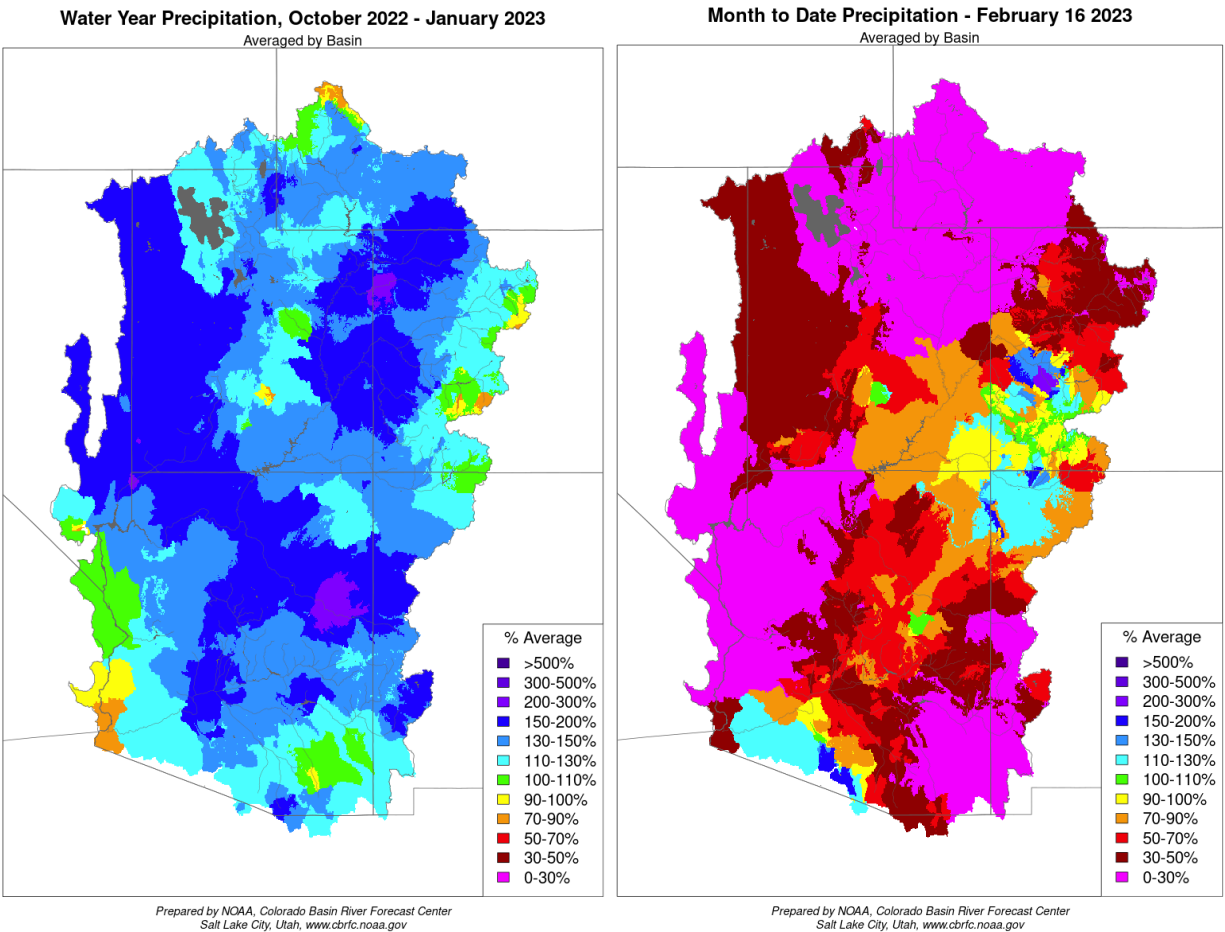 Water Year Precipitation, October 2022 - January 2023
Averaged by Basin
% Average
>500%
300-500%
200-300%
150-200%
130-150%
110-130%
100-110%
90-100%
70-90%
50-70%
30-50%
0-30%
Prepared by NOAA, Colorado Basin River Forecast Center
Salt Lake City, Utah, www.cbrfc.noaa.gov
Month to Date Precipitation - February 16 2023
Averaged by Basin
% Average
>500%
300-500%
200-300%
150-200%
130-150%
110-130%
100-110%
90-100%
70-90%
50-70%
30-50%
0-30%
Prepared by NOAA, Colorado Basin River Forecast Center
Salt Lake City, Utah, www.cbrfc.noaa.gov